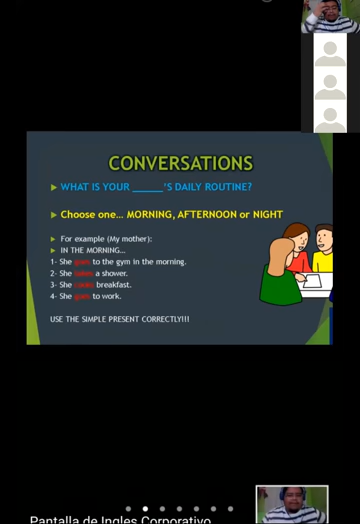 CONVERSATIONS
WHAT IS YOUR ______'S DAILY ROUTINE?
Choose one... MORNING, AFTERNOON or NIGHT
For example (My mother):
IN THE MORNING...
1- She goes to the gym in the morning.
2- She takes a shower.
3- She cooks breakfast.
4- She goes to work.
USE THE SIMPLE PRESENT CORRECTLY!!!
Pantalla de Ingles Corporativo